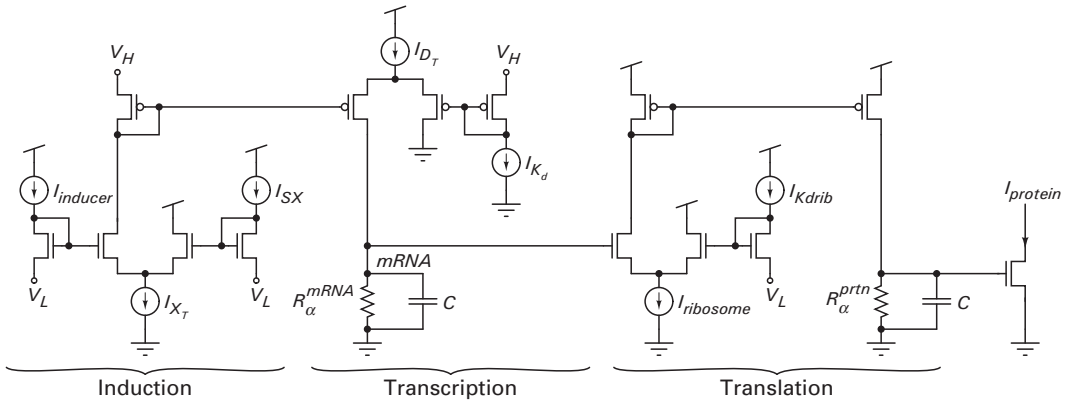 I_{D_T}
V_H
V_H
I_{K_d}
I_{inducer}
I_{SX}
I_{Kdrib}
I_{protein}
mRNA
V_L
V_L
V_L
I_{X_T}
R_α^{mRNA}
C
I_{ribosome}
R_α^{prtn}
C
Induction
Transcription
Translation